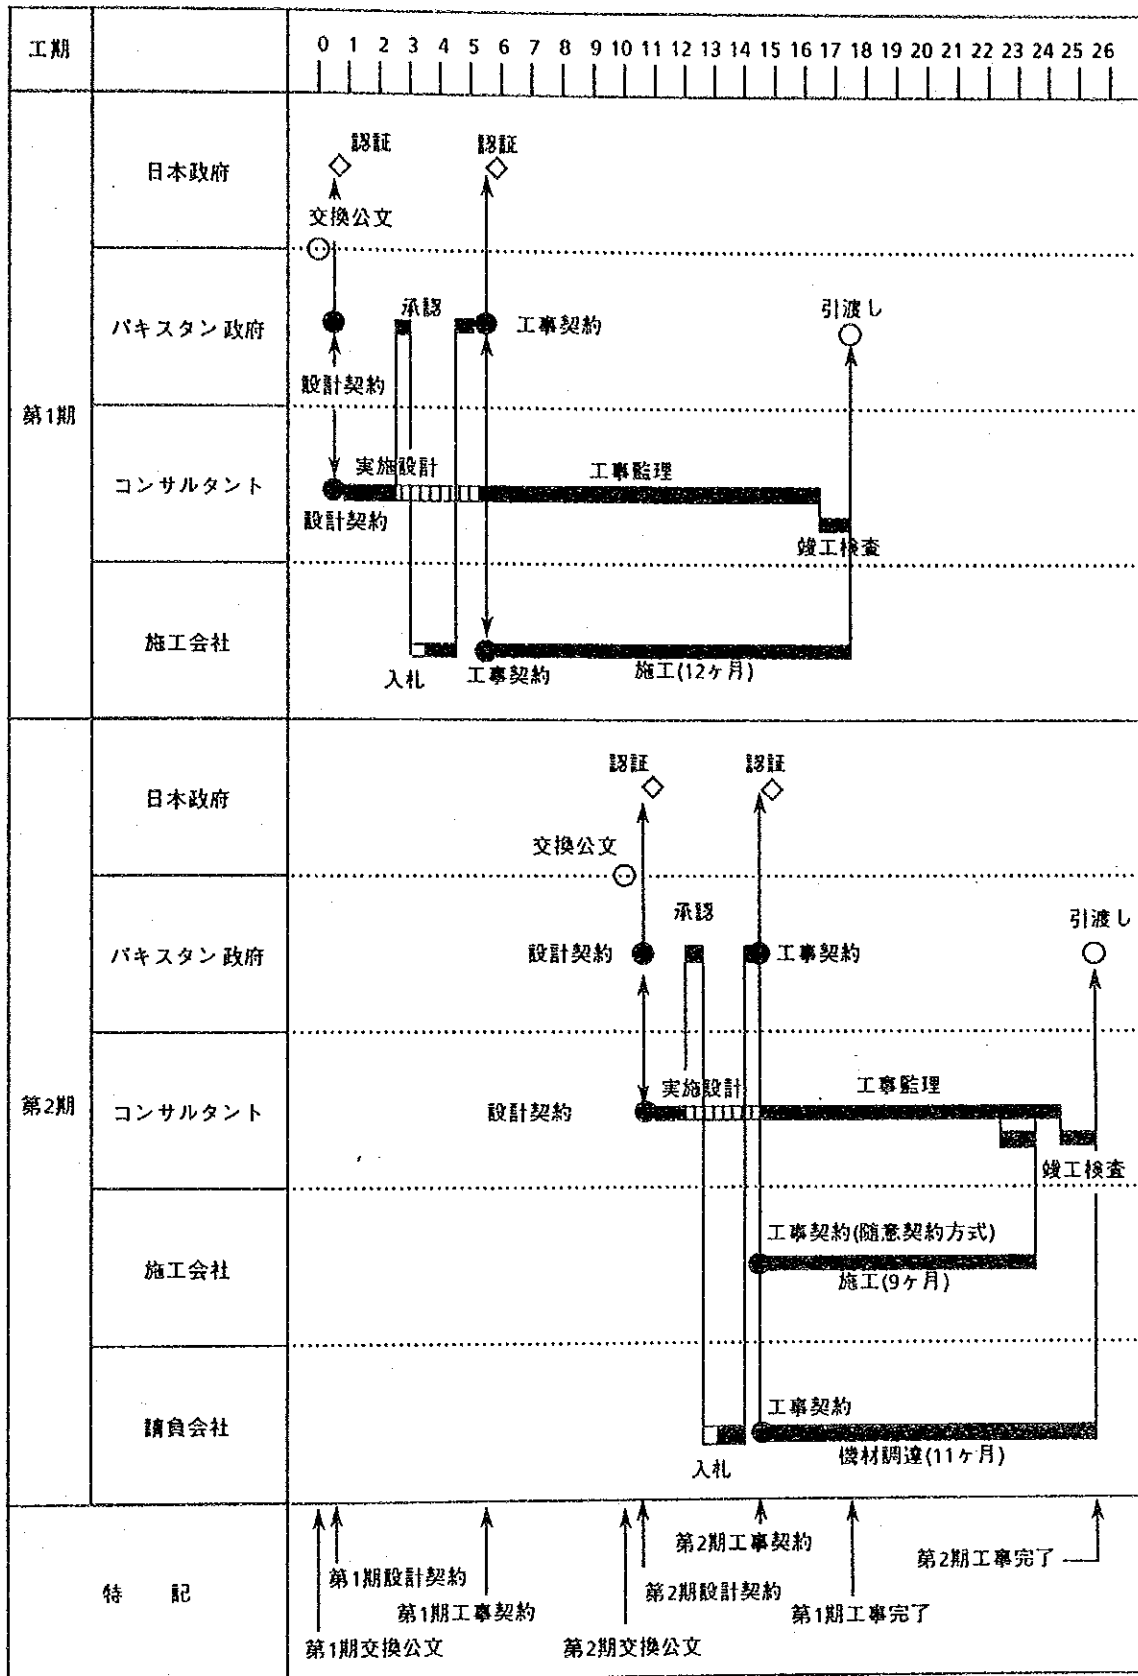 工期
0 1 2 3 4 5 6 7 8 9 10 11 12 13 14 15 16 17 18 19 20 21 22 23 24 25 26
第1期
日本政府
認証
認証
交換公文
パキスタン政府
承認
工事契約
引渡し
設計契約
コンサルタント
実施設計
工事監理
設計契約
竣工検査
施工会社
入札
工事契約
施工(12ヶ月)
第2期
日本政府
認証
認証
交換公文
パキスタン政府
承認
設計契約
工事契約
引渡し
コンサルタント
実施設計
工事監理
設計契約
竣工検査
施工会社
工事契約(随意契約方式)
施工(9ヶ月)
請負会社
工事契約
入札
機材調達(11ヶ月)
特記
第2期工事契約
第2期工事完了
第1期設計契約
第2期設計契約
第1期工事契約
第1期工事完了
第1期交換公文
第2期交換公文